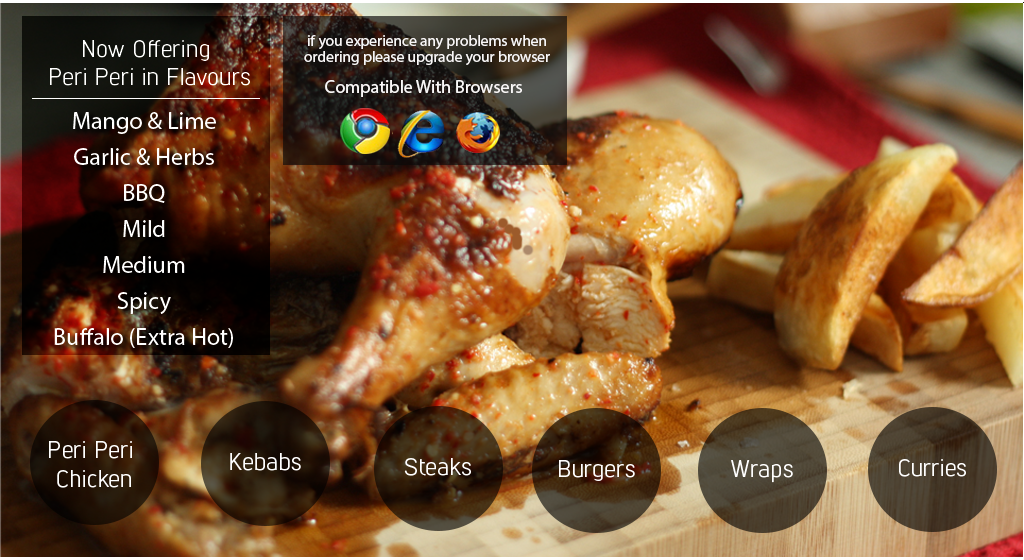 Now Offering
Peri Peri in Flavours
Mango & Lime
Garlic & Herbs
BBQ
Mild
Medium
Spicy
Buffalo (Extra Hot)
if you experience any problems when
ordering please upgrade your browser
Compatible With Browsers
Peri Peri
Chicken
Kebabs
Steaks
Burgers
Wraps
Curries